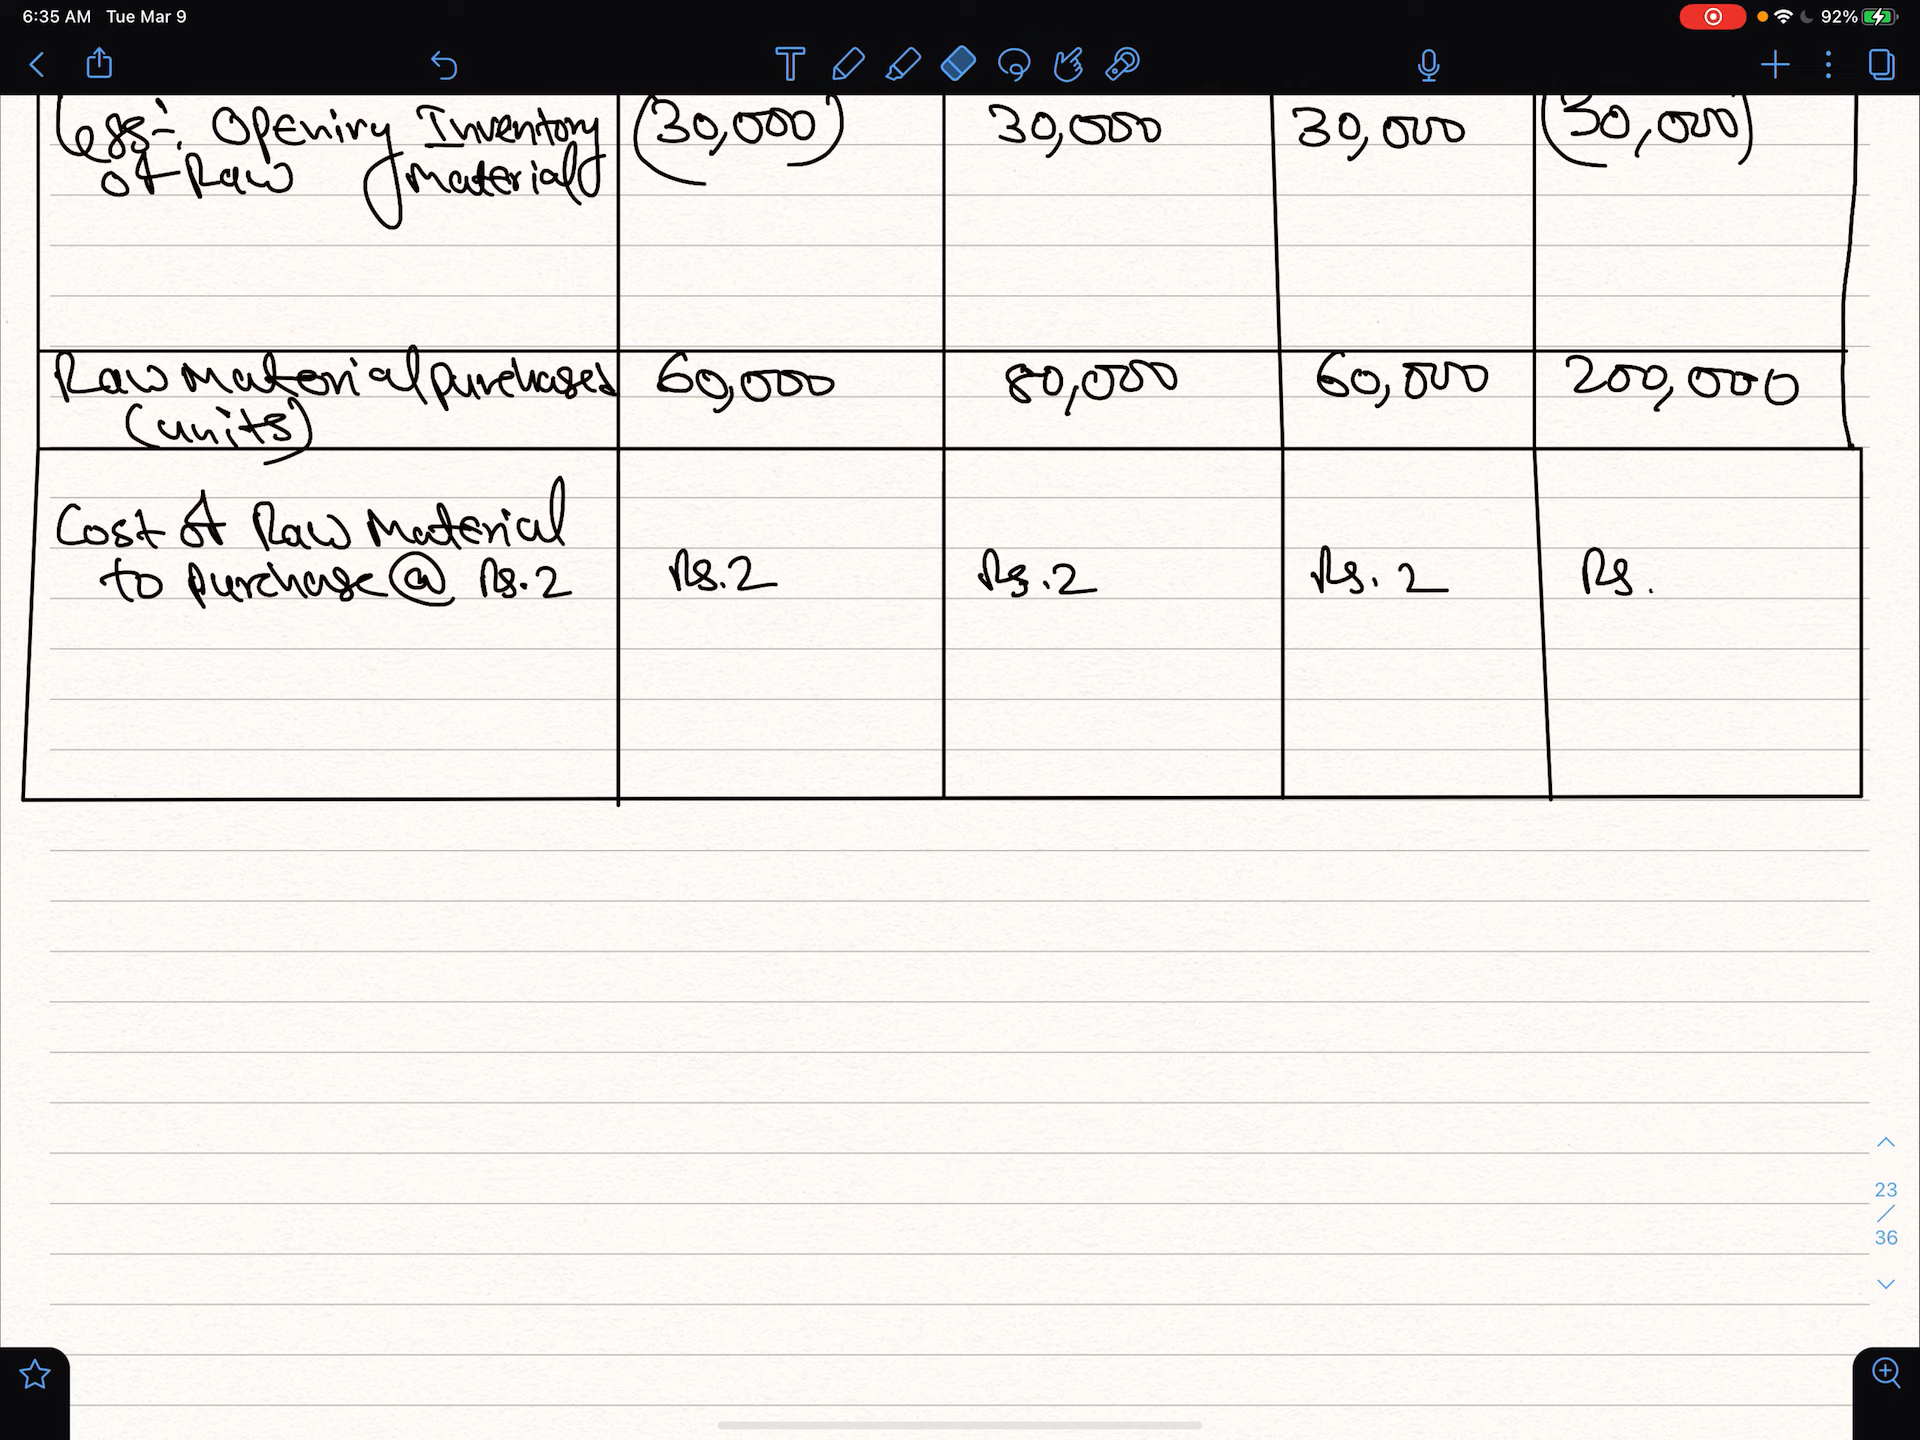 6:35 AM Tue Mar 9 92%
Less:- Opening Inventory (30,000) 30,000 30,000 (30,000)
of Raw Material
Raw Material purchased 60,000 80,000 60,000 200,000
(units)
Cost of Raw Material
to purchase @ Rs.2 Rs.2 Rs.2 Rs.2 Rs.
23
/
36